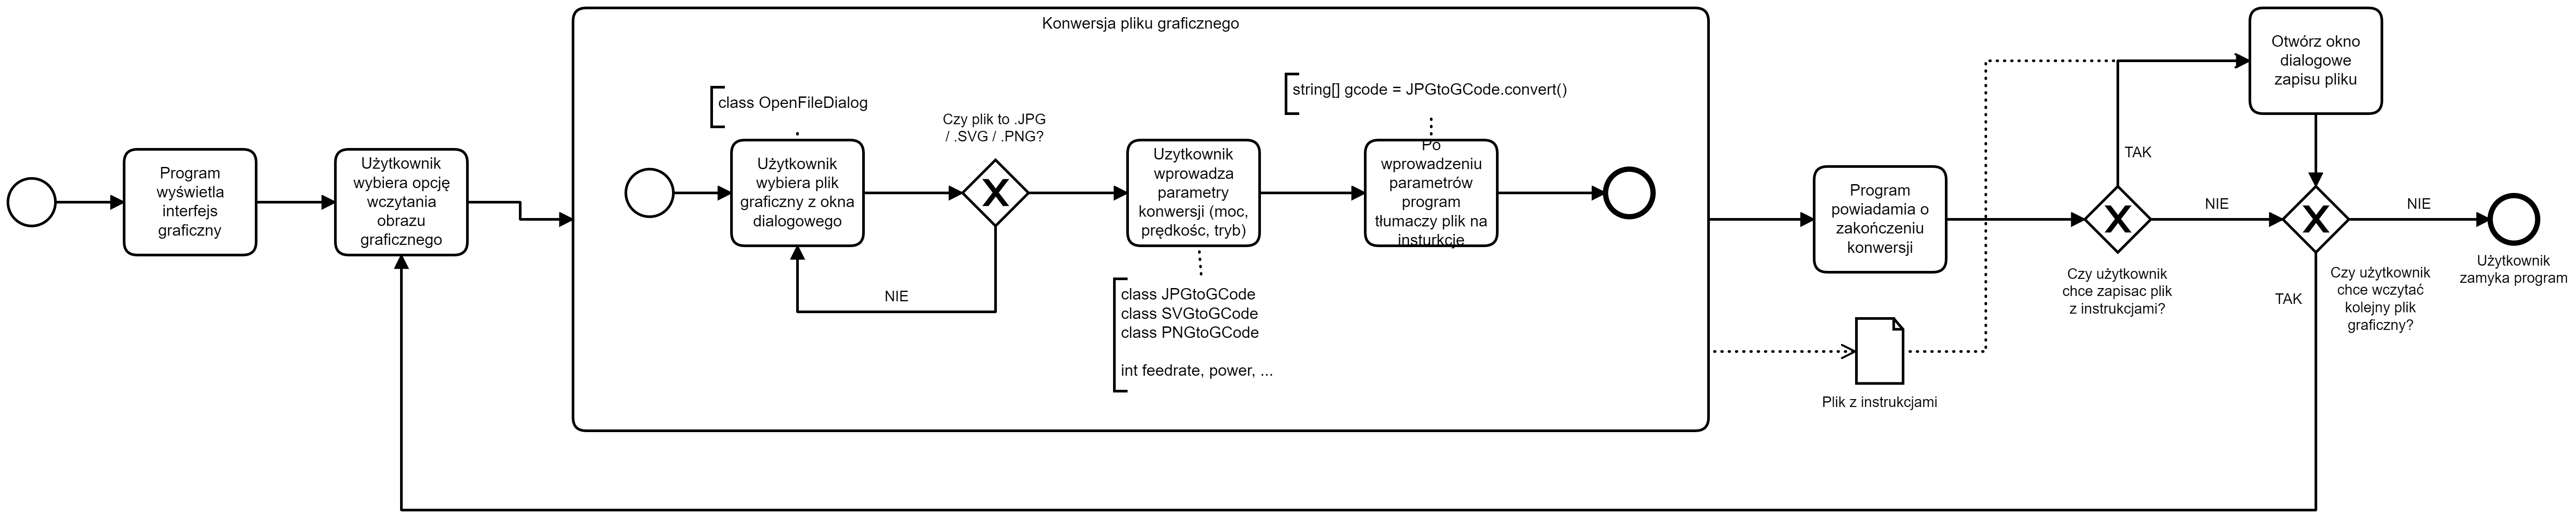 Konwersja pliku graficznego
Program
wyświetla
interfejs
graficzny
Użytkownik
wybiera opcję
wczytania
obrazu
graficznego
class OpenFileDialog
Użytkownik
wybiera plik
graficzny z okna
dialogowego
Czy plik to .JPG
/ .SVG / .PNG?
NIE
Uzytkownik
wprowadza
parametry
konwersji (moc,
prędkośc, tryb)
class JPGtoGCode
class SVGtoGCode
class PNGtoGCode
int feedrate, power, ...
string[] gcode = JPGtoGCode.convert()
Po
wprowadzeniu
parametrów
program
tłumaczy plik na
insturkcje
Program
powiadamia o
zakończeniu
konwersji
Plik z instrukcjami
Czy użytkownik
chce zapisac plik
z instrukcjami?
TAK
NIE
Otwórz okno
dialogowe
zapisu pliku
Czy użytkownik
chce wczytać
kolejny plik
graficzny?
TAK
NIE
Użytkownik
zamyka program